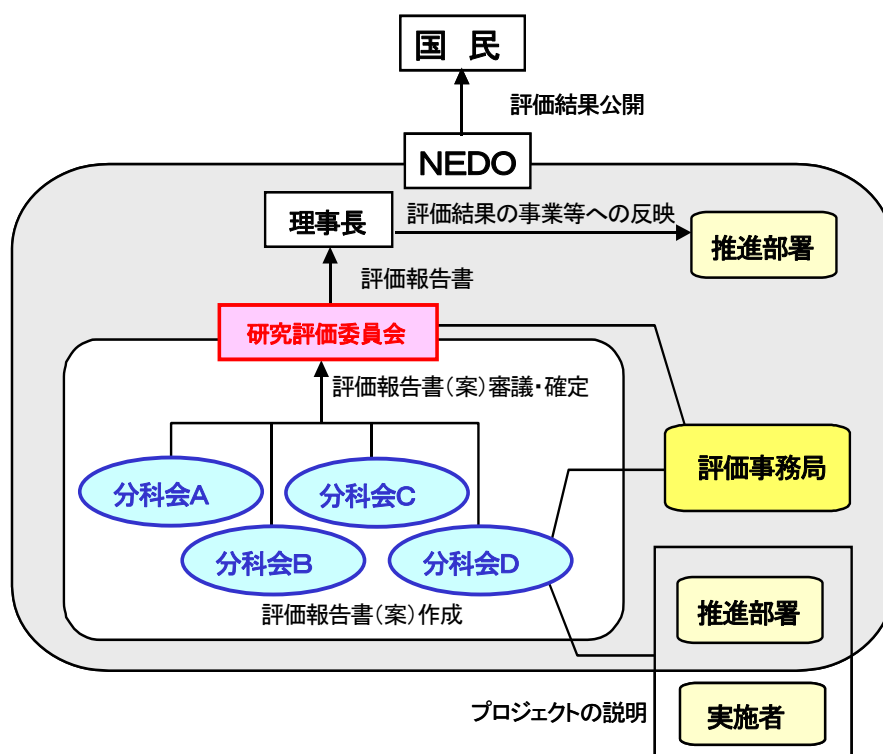 国 民
評価結果公開
NEDO
理事長
評価結果の事業等への反映
推進部署
評価報告書
研究評価委員会
評価報告書(案)審議・確定
評価事務局
分科会A
分科会C
分科会B
分科会D
評価報告書(案)作成
推進部署
プロジェクトの説明
実施者